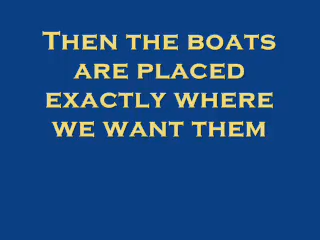 Then the boats
are placed
exactly where
we want them